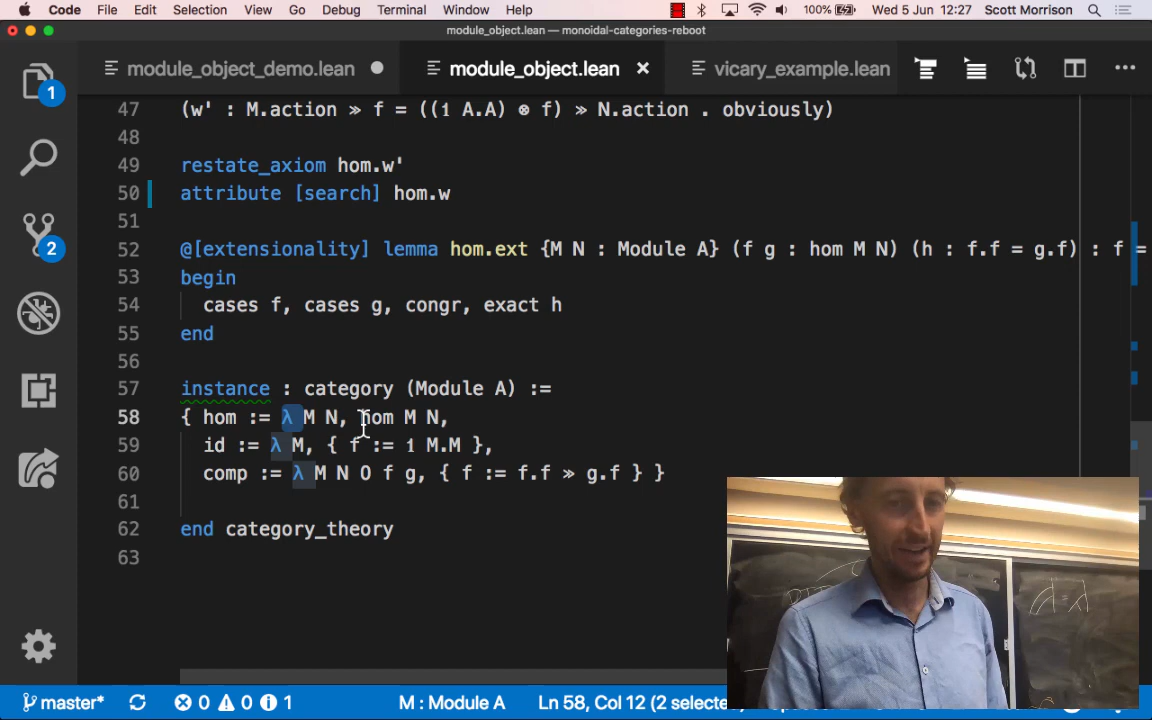 Code File Edit Selection View Go Debug Terminal Window Help 100% Wed 5 Jun 12:27 Scott Morrison
module_object.lean — monoidal-categories-reboot
module_object_demo.lean module_object.lean vicary_example.lean
47 (w' : M.action ≫ f = ((𝟙 A.A) ⊗ f) ≫ N.action . obviously)
48
49 restate_axiom hom.w'
50 attribute [search] hom.w
51
52 @[extensionality] lemma hom.ext {M N : Module A} (f g : hom M N) (h : f.f = g.f) : f =
53 begin
54 cases f, cases g, congr, exact h
55 end
56
57 instance : category (Module A) :=
58 { hom := λ M N, hom M N,
59 id := λ M, { f := 𝟙 M.M },
60 comp := λ M N O f g, { f := f.f ≫ g.f } }
61
62 end category_theory
63
1
2
master* 0 0 1 M : Module A Ln 58, Col 12 (2 selected